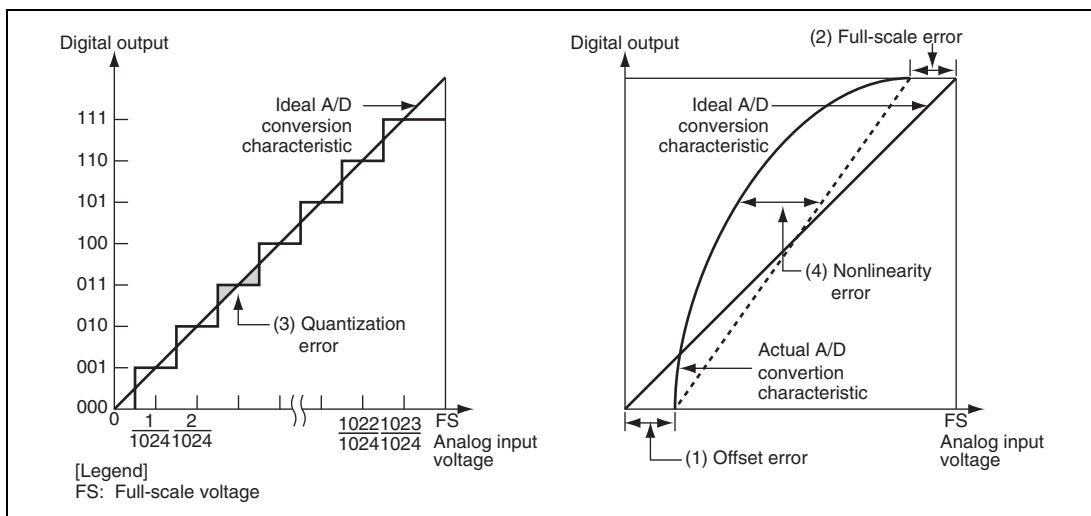 Digital output
111
110
101
100
011
010
001
000
0
1
1024
2
1024
1022
1024
1023
1024
FS
Analog input
voltage
Ideal A/D
conversion
characteristic
(3) Quantization
error
[Legend]
FS: Full-scale voltage
Digital output
(2) Full-scale error
Ideal A/D
conversion
characteristic
(4) Nonlinearity
error
Actual A/D
convertion
characteristic
FS
Analog input
voltage
(1) Offset error